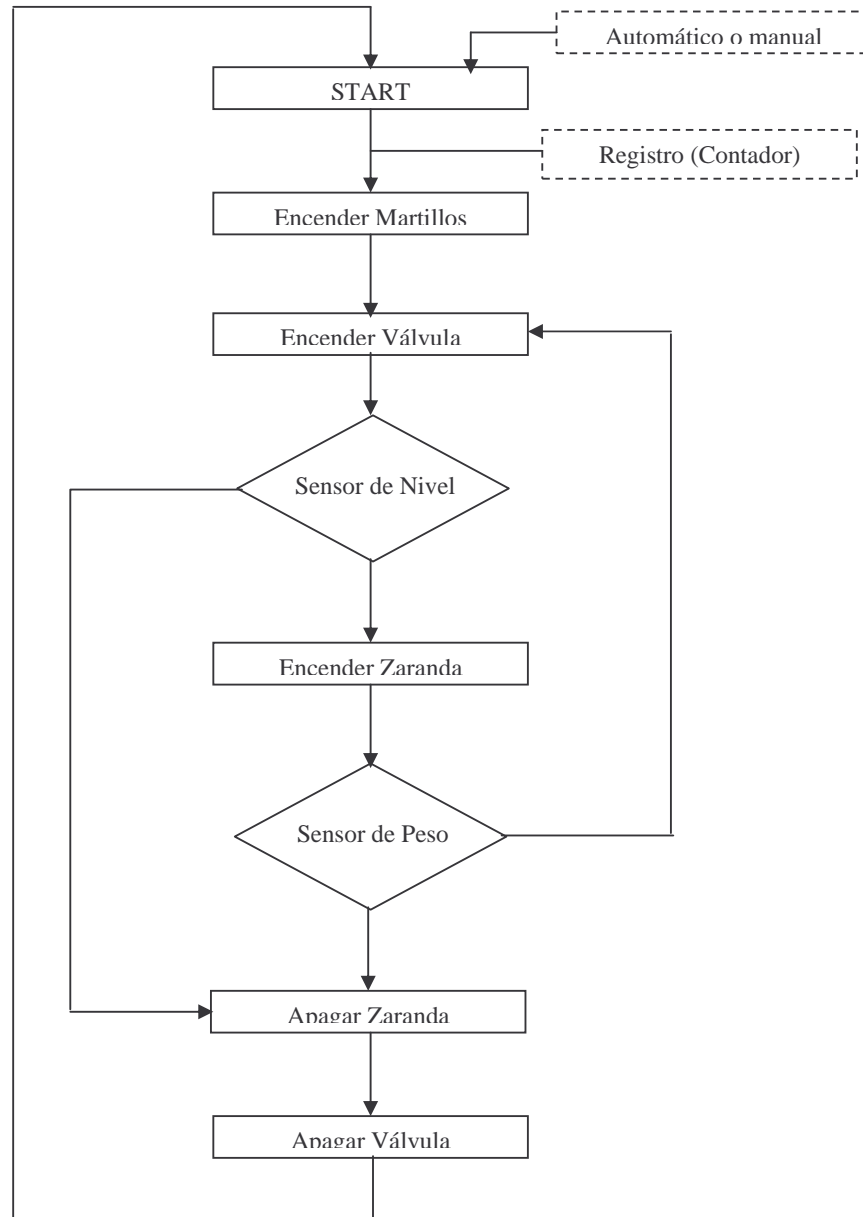 Automático o manual
START
Registro (Contador)
Encender Martillos
Encender Válvula
Sensor de Nivel
Encender Zaranda
Sensor de Peso
Apagar Zaranda
Apagar Válvula